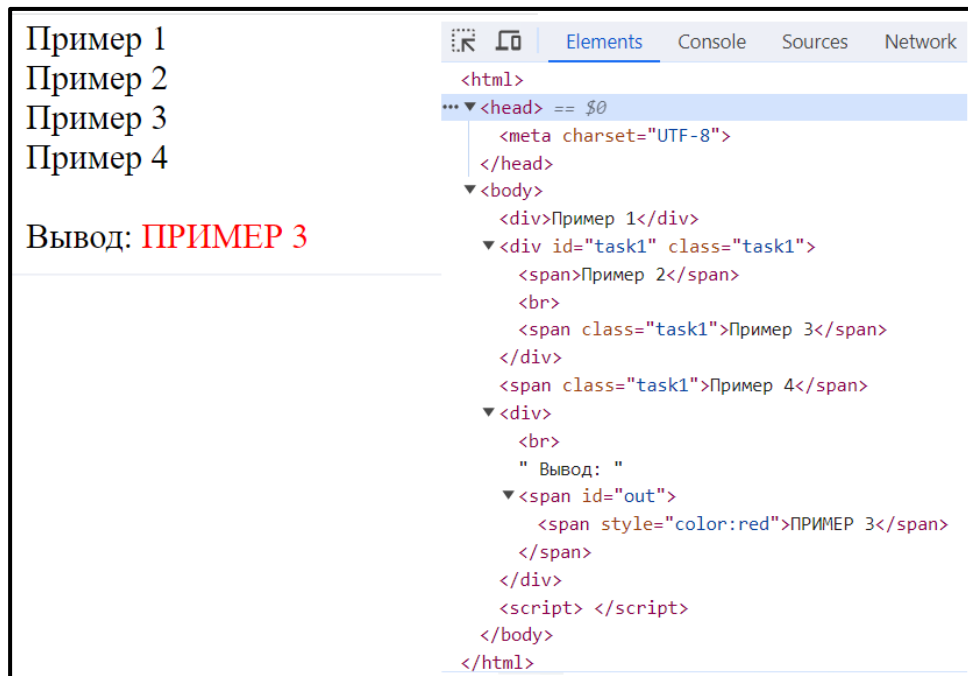 Пример 1
Пример 2
Пример 3
Пример 4
Вывод: ПРИМЕР 3
Elements Console Sources Network
<html>
··· ▼<head> == $0
<meta charset="UTF-8">
</head>
▼<body>
<div>Пример 1</div>
▼<div id="task1" class="task1">
<span>Пример 2</span>
<br>
<span class="task1">Пример 3</span>
</div>
<span class="task1">Пример 4</span>
▼<div>
<br>
" Вывод: "
▼<span id="out">
<span style="color:red">ПРИМЕР 3</span>
</span>
</div>
<script> </script>
</body>
</html>